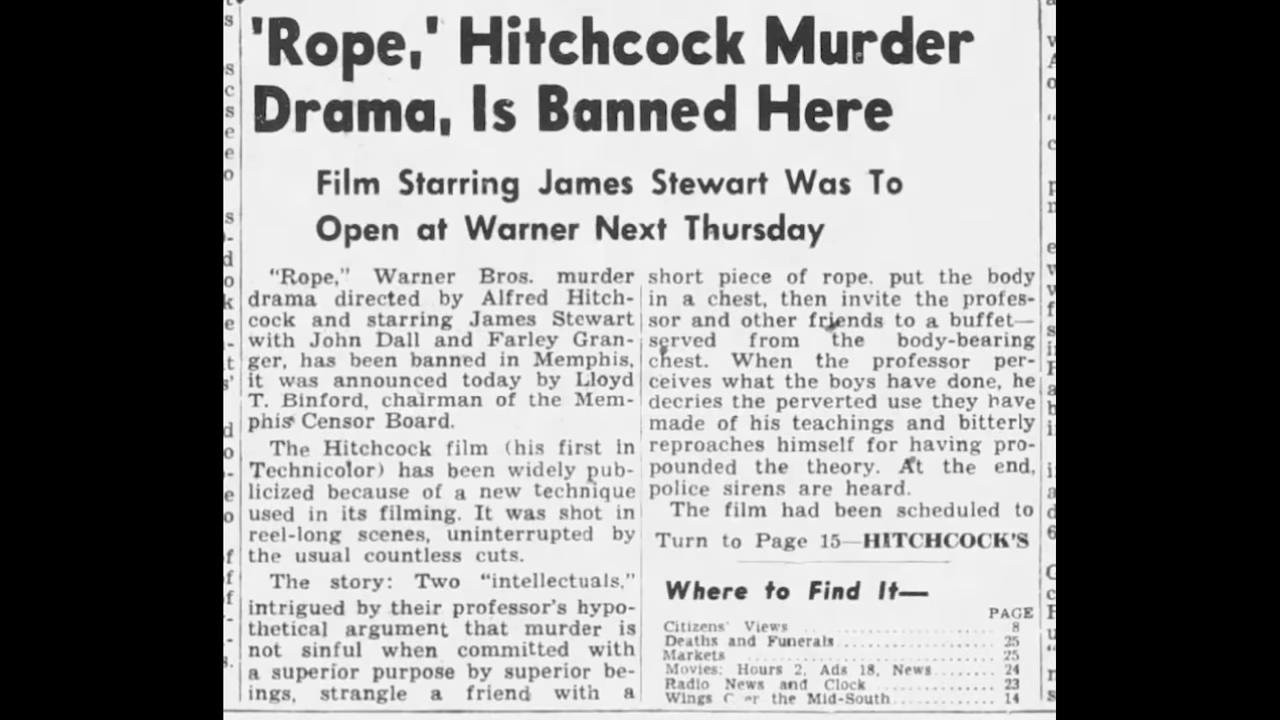 'Rope,' Hitchcock Murder
Drama, Is Banned Here
Film Starring James Stewart Was To
Open at Warner Next Thursday
"Rope," Warner Bros. murder
drama directed by Alfred Hitch-
cock and starring James Stewart
with John Dall and Farley Gran-
ger, has been banned in Memphis,
it was announced today by Lloyd
T. Binford, chairman of the Mem-
phis Censor Board.
The Hitchcock film (his first in
Technicolor) has been widely pub-
licized because of a new technique
used in its filming. It was shot in
reel-long scenes, uninterrupted by
the usual countless cuts.
The story: Two "intellectuals,"
intrigued by their professor's hypo-
thetical argument that murder is
not sinful when committed with
a superior purpose by superior be-
ings, strangle a friend with a
short piece of rope, put the body
in a chest, then invite the profes-
sor and other friends to a buffet—
served from the body-bearing
chest. When the professor per-
ceives what the boys have done, he
decries the perverted use they have
made of his teachings and bitterly
reproaches himself for having pro-
pounded the theory. At the end,
police sirens are heard.
The film had been scheduled to
Turn to Page 15—HITCHCOCK'S
Where to Find It—
PAGE
Citizens' Views 8
Deaths and Funerals 25
Markets 25
Movies: Hours 2, Ads 18, News 24
Radio News and Clock 23
Wings the Mid-South 14